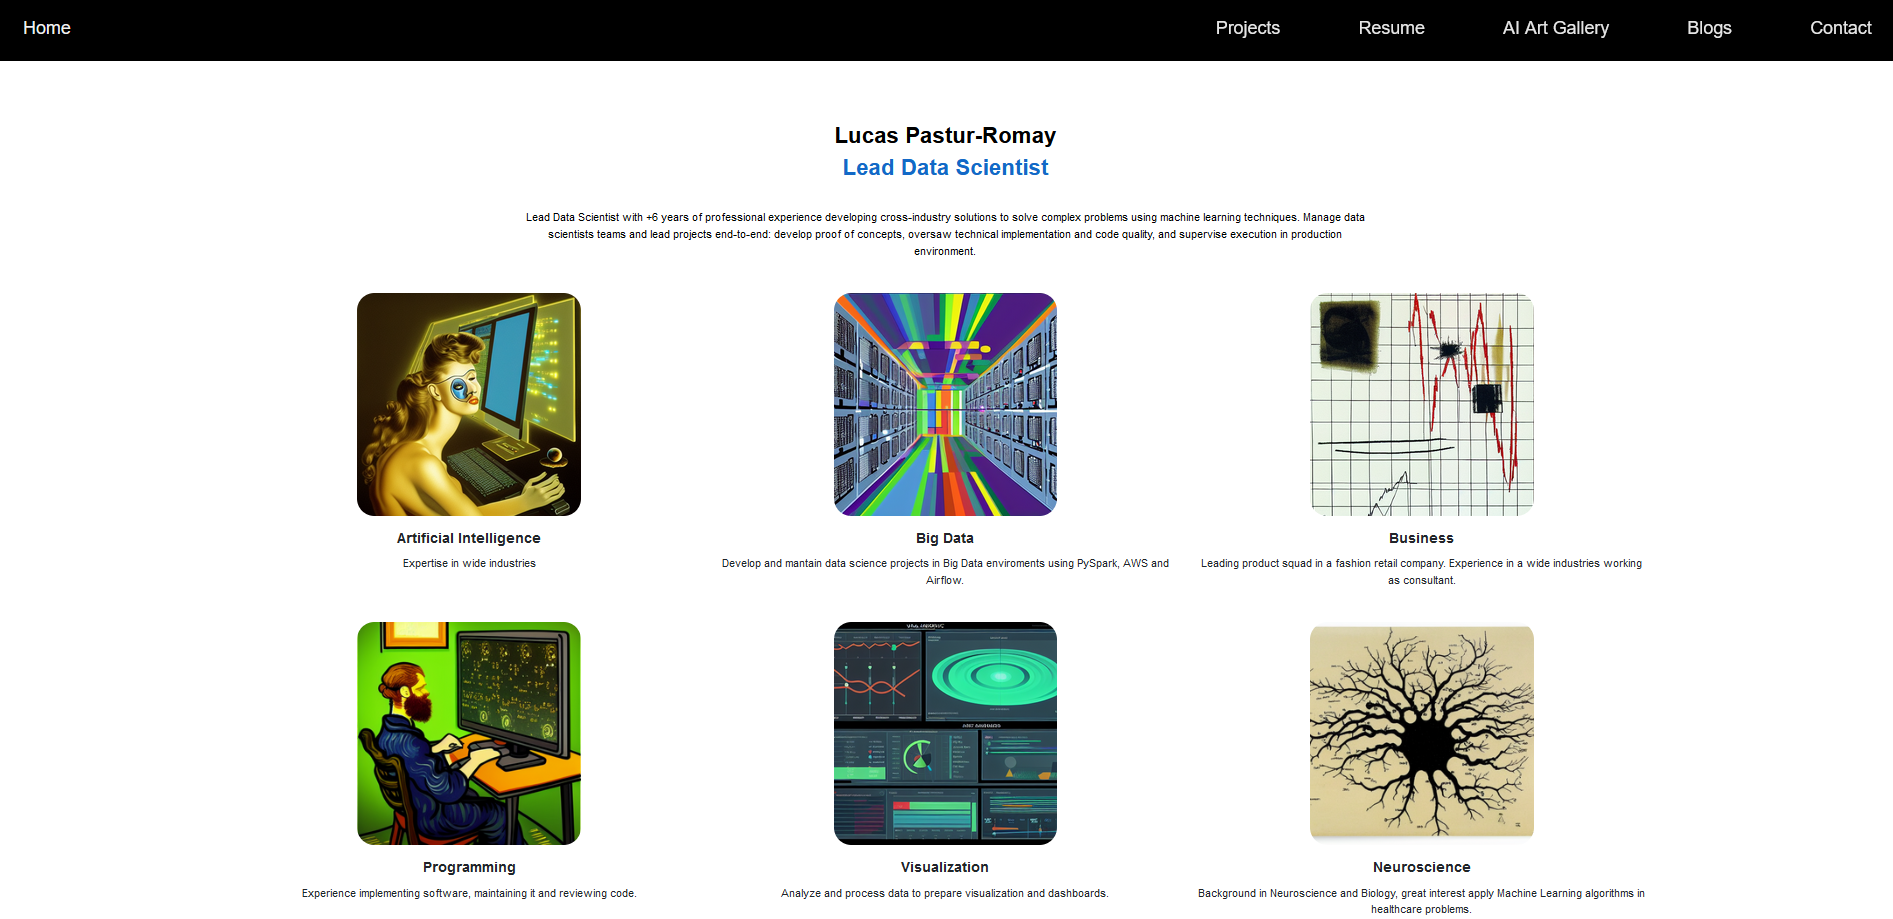 Home
Projects
Resume
AI Art Gallery
Blogs
Contact
Lucas Pastur-Romay
Lead Data Scientist
Lead Data Scientist with +6 years of professional experience developing cross-industry solutions to solve complex problems using machine learning techniques. Manage data
scientists teams and lead projects end-to-end: develop proof of concepts, oversaw technical implementation and code quality, and supervise execution in production
environment.
Artificial Intelligence
Expertise in wide industries
Big Data
Develop and mantain data science projects in Big Data enviroments using PySpark, AWS and
Airflow.
Business
Leading product squad in a fashion retail company. Experience in a wide industries working
as consultant.
Programming
Experience implementing software, maintaining it and reviewing code.
Visualization
Analyze and process data to prepare visualization and dashboards.
Neuroscience
Background in Neuroscience and Biology, great interest apply Machine Learning algorithms in
healthcare problems.